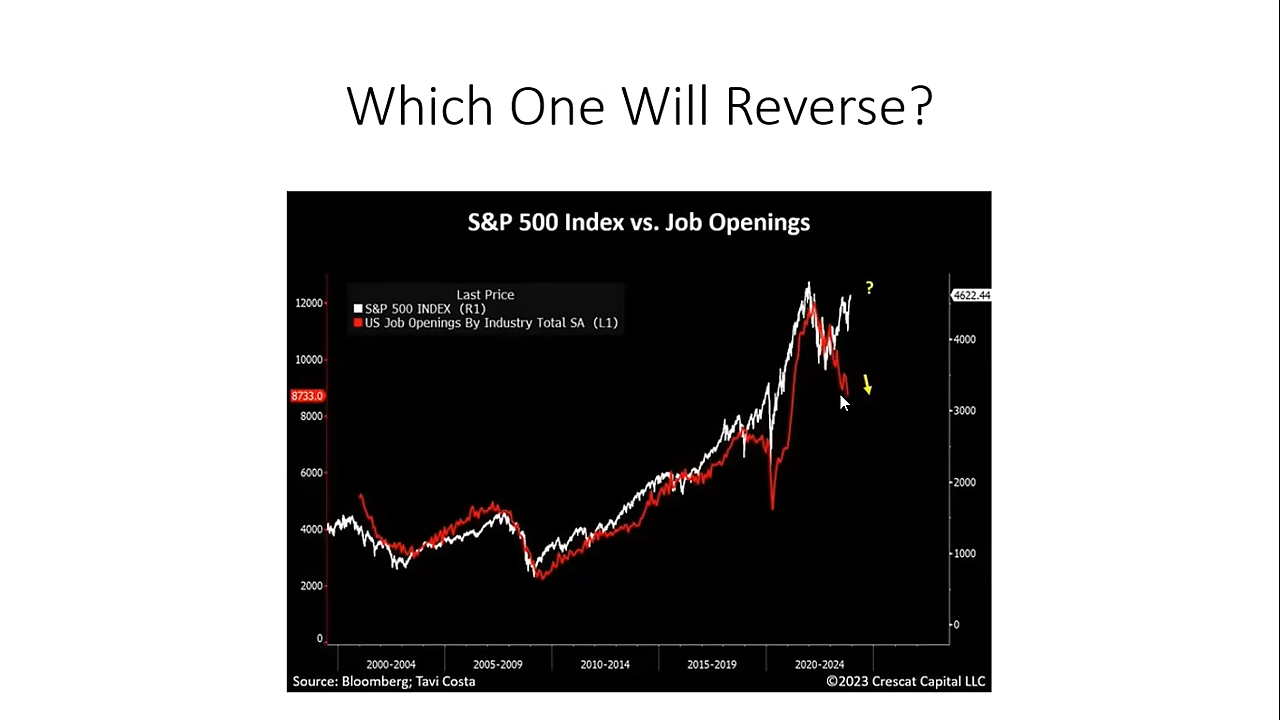 Which One Will Reverse?
S&P 500 Index vs. Job Openings
Last Price
S&P 500 INDEX (R1)
US Job Openings By Industry Total SA (L1)
?
12000
10000
8733.0
8000
6000
4000
2000
0
4622.44
4000
3000
2000
1000
0
2000-2004 2005-2009 2010-2014 2015-2019 2020-2024
Source: Bloomberg; Tavi Costa ©2023 Crescat Capital LLC